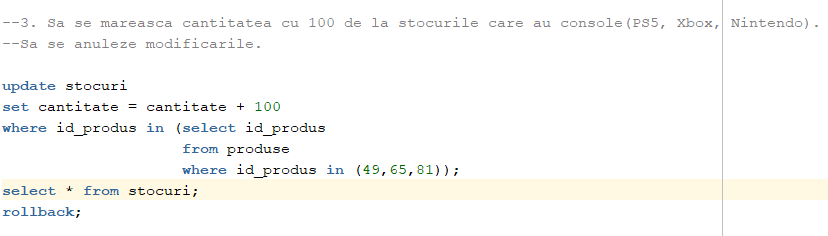 --3. Sa se mareasca cantitatea cu 100 de la stocurile care au console(PS5, Xbox, Nintendo).
--Sa se anuleze modificarile.
update stocuri
set cantitate = cantitate + 100
where id_produs in (select id_produs
from produse
where id_produs in (49,65,81));
select * from stocuri;
rollback;